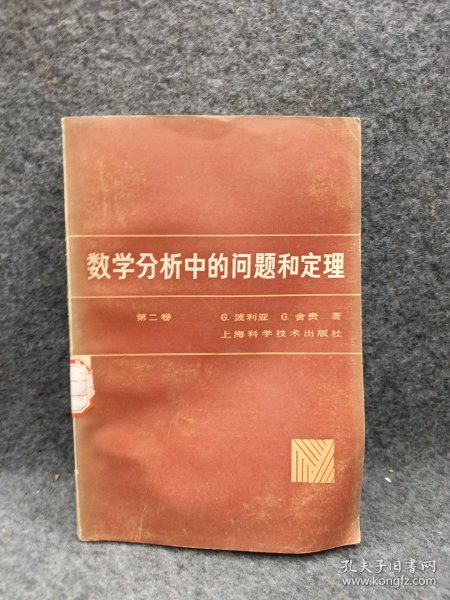 数学分析中的问题和定理
第二卷 G. 波利亚 G. 舍贵 著
上海科学技术出版社
孔夫子旧书网
www.kongfz.com